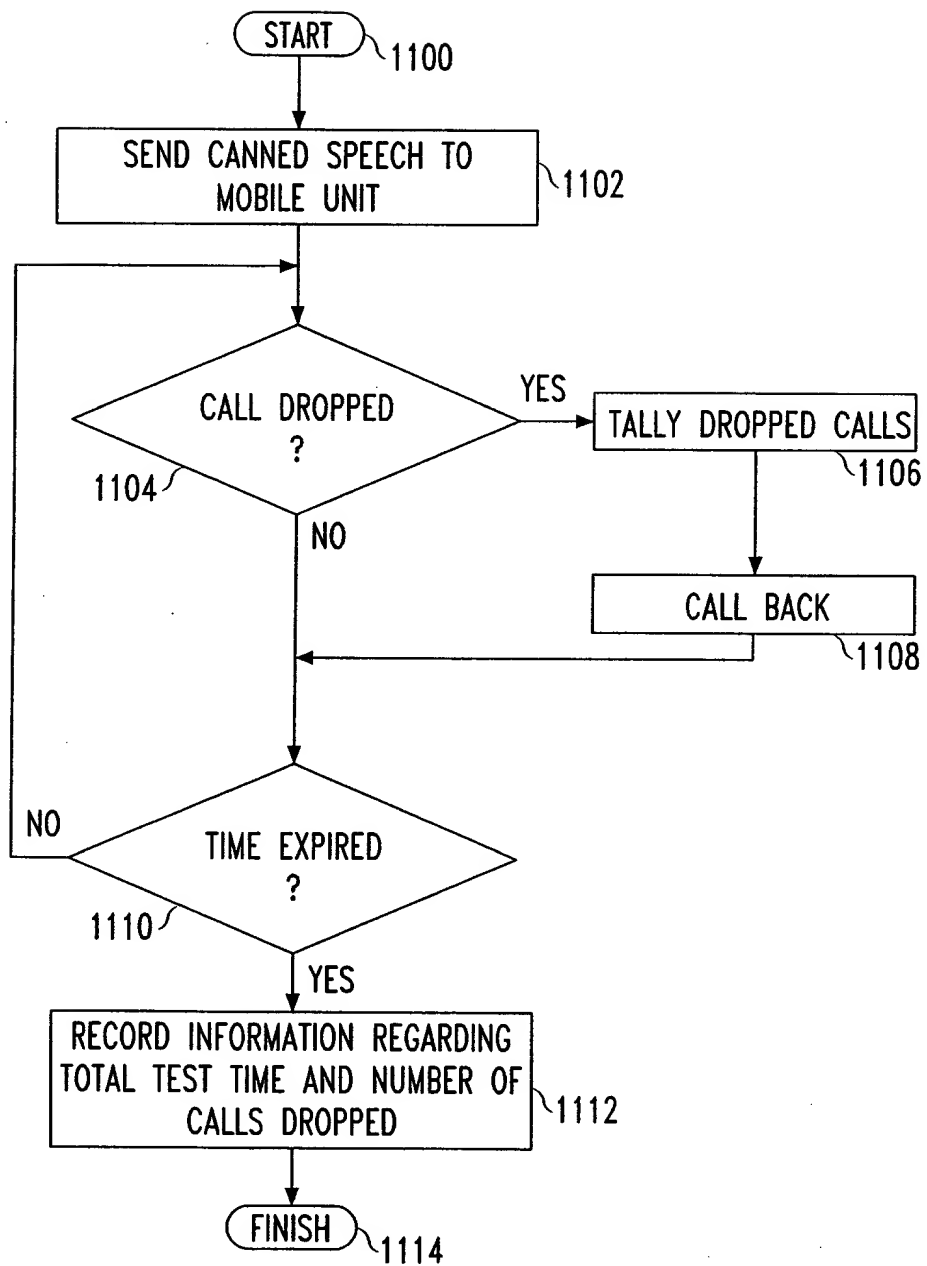 START
1100
SEND CANNED SPEECH TO
MOBILE UNIT
1102
CALL DROPPED
?
1104
YES
TALLY DROPPED CALLS
1106
NO
CALL BACK
1108
NO
TIME EXPIRED
?
1110
YES
RECORD INFORMATION REGARDING
TOTAL TEST TIME AND NUMBER OF
CALLS DROPPED
1112
FINISH
1114